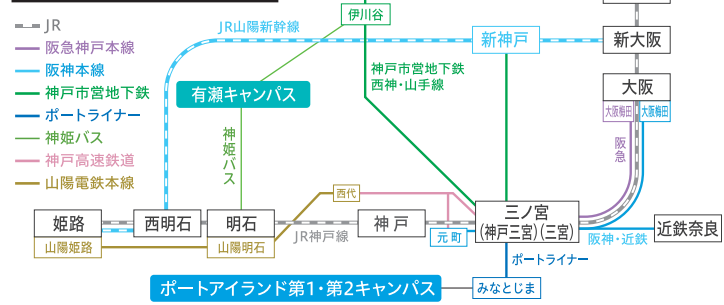 JR
阪急神戸本線
阪神本線
神戸市営地下鉄
ポートライナー
神姫バス
神戸高速鉄道
山陽電鉄本線
伊川谷
JR山陽新幹線
新神戸
新大阪
神戸市営地下鉄
西神・山手線
大阪
大阪梅田
大阪梅田
有瀬キャンパス
神姫バス
阪急
西代
姫路
山陽姫路
西明石
明石
山陽明石
JR神戸線
神戸
元町
三ノ宮
(神戸三宮)(三宮)
阪神・近鉄
近鉄奈良
ポートライナー
ポートアイランド第1・第2キャンパス
みなとじま